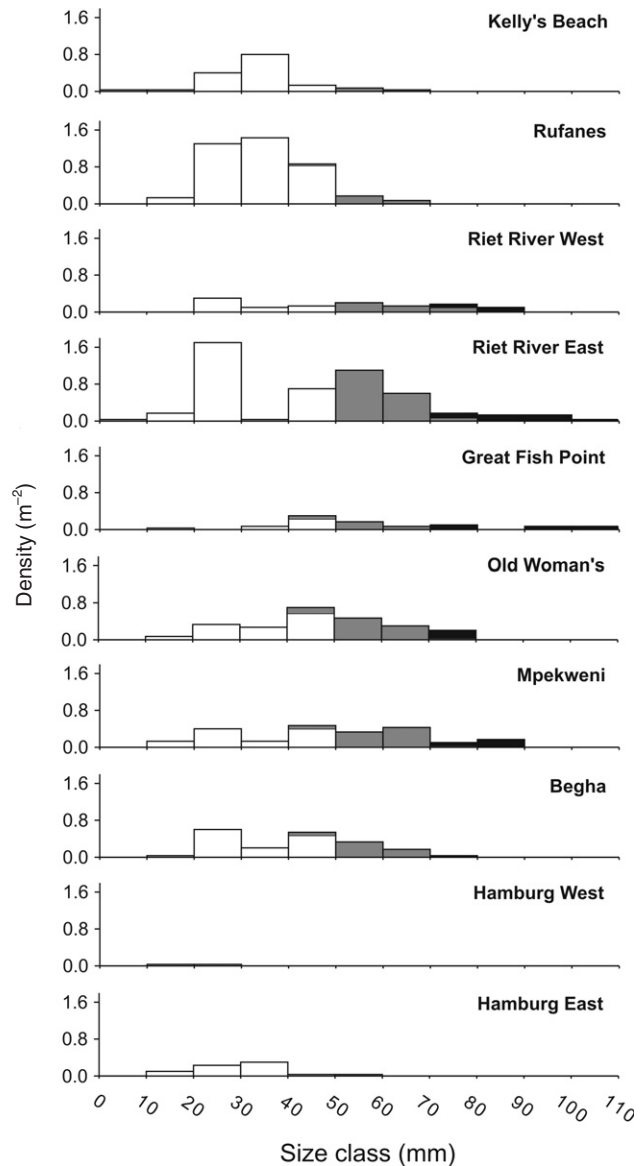 Kelly's Beach
1.6
0.8
0.0
Rufanes
1.6
0.8
0.0
Riet River West
1.6
0.8
0.0
Riet River East
1.6
0.8
0.0
Great Fish Point
1.6
0.8
0.0
Old Woman's
1.6
0.8
0.0
Mpekweni
1.6
0.8
0.0
Begha
1.6
0.8
0.0
Hamburg West
1.6
0.8
0.0
Hamburg East
1.6
0.8
0.0
0 10 20 30 40 50 60 70 80 90 100 110
Size class (mm)
Density (m⁻²)